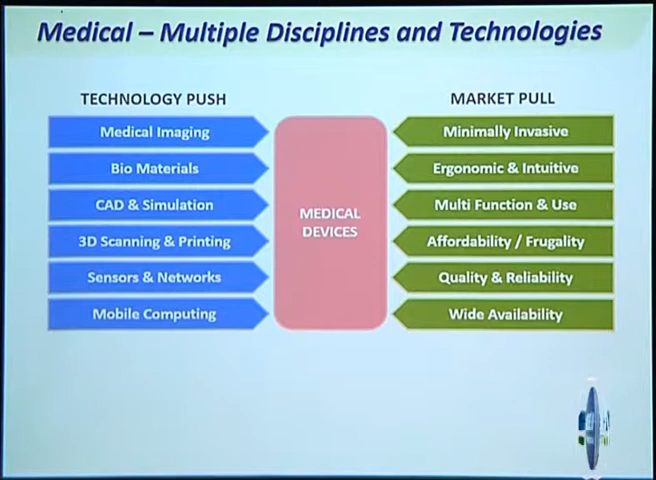 Medical – Multiple Disciplines and Technologies
TECHNOLOGY PUSH
MARKET PULL
Medical Imaging
Bio Materials
CAD & Simulation
3D Scanning & Printing
Sensors & Networks
Mobile Computing
MEDICAL
DEVICES
Minimally Invasive
Ergonomic & Intuitive
Multi Function & Use
Affordability / Frugality
Quality & Reliability
Wide Availability